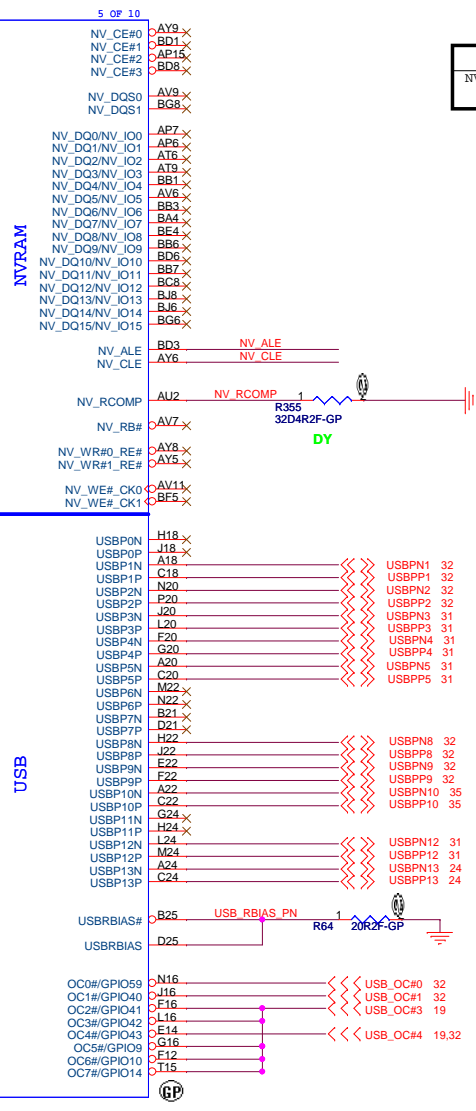 5 OF 10
NV_CE#0 AY9
NV_CE#1 BD1
NV_CE#2 AP15
NV_CE#3 BD8
NV_DQS0 AV9
NV_DQS1 BG8
NV_DQ0/NV_IO0 AP7
NV_DQ1/NV_IO1 AP6
NV_DQ2/NV_IO2 AT6
NV_DQ3/NV_IO3 AT9
NV_DQ4/NV_IO4 BB1
NV_DQ5/NV_IO5 AV6
NV_DQ6/NV_IO6 BB3
NV_DQ7/NV_IO7 BA4
NV_DQ8/NV_IO8 BE4
NV_DQ9/NV_IO9 BB6
NV_DQ10/NV_IO10 BD6
NV_DQ11/NV_IO11 BB7
NV_DQ12/NV_IO12 BC8
NV_DQ13/NV_IO13 BJ8
NV_DQ14/NV_IO14 BJ6
NV_DQ15/NV_IO15 BG6
NVRAM
NV_ALE BD3 NV_ALE
NV_CLE AY6 NV_CLE
NV_RCOMP AU2 NV_RCOMP 1
R355
32D4R2F-GP
DY
NV_RB# AV7
NV_WR#0_RE# AY8
NV_WR#1_RE# AY5
NV_WE#_CK0 AV11
NV_WE#_CK1 BF5
USBP0N H18
USBP0P J18
USBP1N A18 USBPN1 32
USBP1P C18 USBPP1 32
USBP2N N20 USBPN2 32
USBP2P P20 USBPP2 32
USBP3N J20 USBPN3 31
USBP3P L20 USBPP3 31
USBP4N F20 USBPN4 31
USBP4P G20 USBPP4 31
USBP5N A20 USBPN5 31
USBP5P C20 USBPP5 31
USBP6N M22
USBP6P N22
USBP7N B21
USBP7P D21
USBP8N H22 USBPN8 32
USBP8P J22 USBPP8 32
USBP9N E22 USBPN9 32
USBP9P F22 USBPP9 32
USBP10N A22 USBPN10 35
USBP10P C22 USBPP10 35
USBP11N G24
USBP11P H24
USBP12N L24 USBPN12 31
USBP12P M24 USBPP12 31
USBP13N A24 USBPN13 24
USBP13P C24 USBPP13 24
USB
USBRBIAS# B25 USB_RBIAS_PN 1
R64 20R2F-GP
USBRBIAS D25
OC0#/GPIO59 N16 USB_OC#0 32
OC1#/GPIO40 J16 USB_OC#1 32
OC2#/GPIO41 F16 USB_OC#3 19
OC3#/GPIO42 L16
OC4#/GPIO43 E14 USB_OC#4 19,32
OC5#/GPIO9 G16
OC6#/GPIO10 F12
OC7#/GPIO14 T15
GP